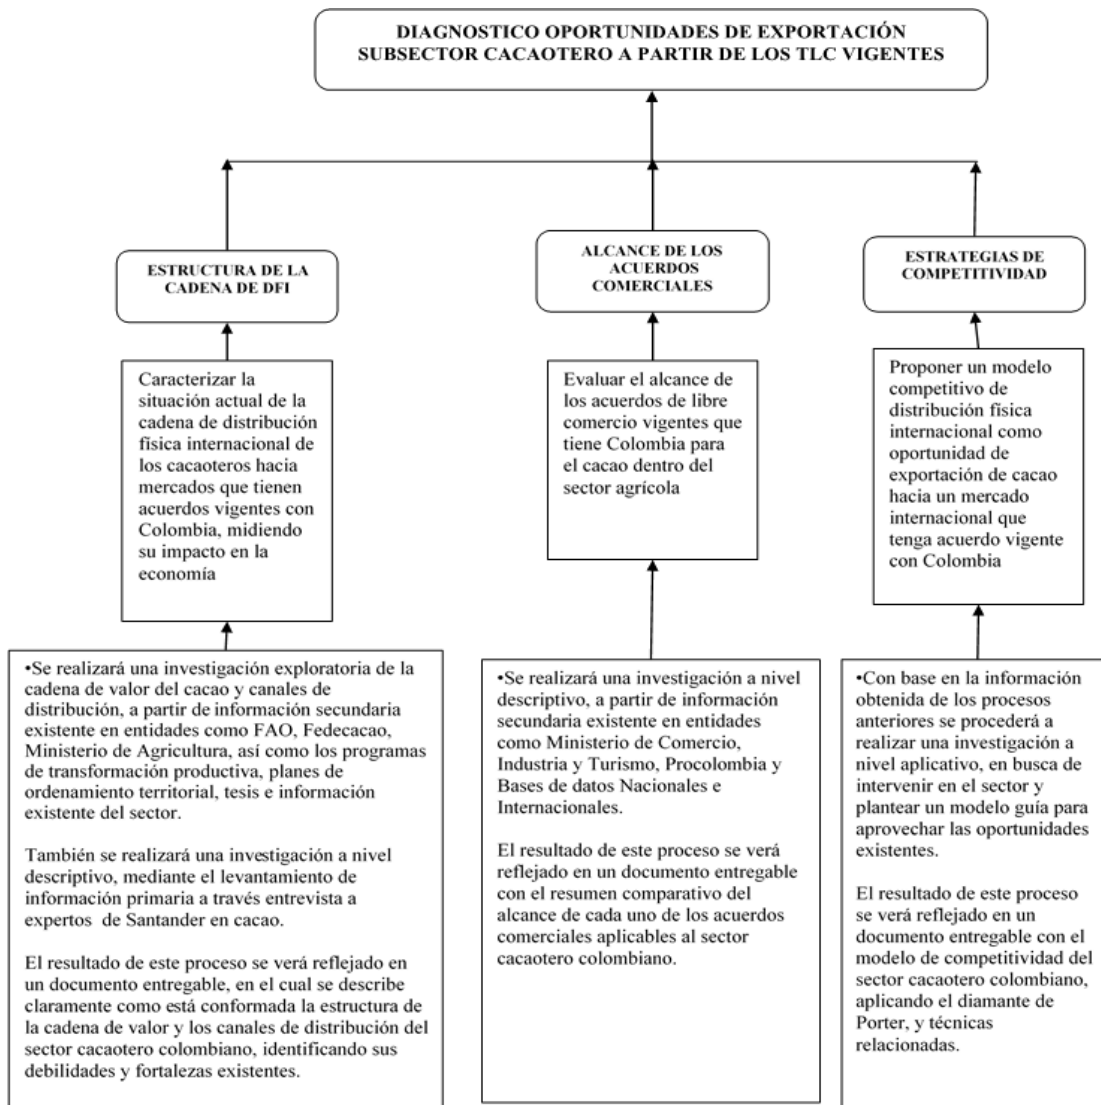 DIAGNOSTICO OPORTUNIDADES DE EXPORTACIÓN
SUBSECTOR CACAOTERO A PARTIR DE LOS TLC VIGENTES
ESTRUCTURA DE LA
CADENA DE DFI
ALCANCE DE LOS
ACUERDOS
COMERCIALES
ESTRATEGIAS DE
COMPETITIVIDAD
Caracterizar la
situación actual de la
cadena de distribución
física internacional de
los cacaoteros hacia
mercados que tienen
acuerdos vigentes con
Colombia, midiendo
su impacto en la
economía
Evaluar el alcance de
los acuerdos de libre
comercio vigentes que
tiene Colombia para
el cacao dentro del
sector agrícola
Proponer un modelo
competitivo de
distribución física
internacional como
oportunidad de
exportación de cacao
hacia un mercado
internacional que
tenga acuerdo vigente
con Colombia
•Se realizará una investigación exploratoria de la
cadena de valor del cacao y canales de
distribución, a partir de información secundaria
existente en entidades como FAO, Fedecacao,
Ministerio de Agricultura, así como los programas
de transformación productiva, planes de
ordenamiento territorial, tesis e información
existente del sector.
También se realizará una investigación a nivel
descriptivo, mediante el levantamiento de
información primaria a través entrevista a
expertos de Santander en cacao.
El resultado de este proceso se verá reflejado en
un documento entregable, en el cual se describe
claramente como está conformada la estructura de
la cadena de valor y los canales de distribución del
sector cacaotero colombiano, identificando sus
debilidades y fortalezas existentes.
•Se realizará una investigación a nivel
descriptivo, a partir de información
secundaria existente en entidades
como Ministerio de Comercio,
Industria y Turismo, Procolombia y
Bases de datos Nacionales e
Internacionales.
El resultado de este proceso se verá
reflejado en un documento entregable
con el resumen comparativo del
alcance de cada uno de los acuerdos
comerciales aplicables al sector
cacaotero colombiano.
•Con base en la información
obtenida de los procesos
anteriores se procederá a
realizar una investigación a
nivel aplicativo, en busca de
intervenir en el sector y
plantear un modelo guía para
aprovechar las oportunidades
existentes.
El resultado de este proceso
se verá reflejado en un
documento entregable con el
modelo de competitividad del
sector cacaotero colombiano,
aplicando el diamante de
Porter, y técnicas
relacionadas.